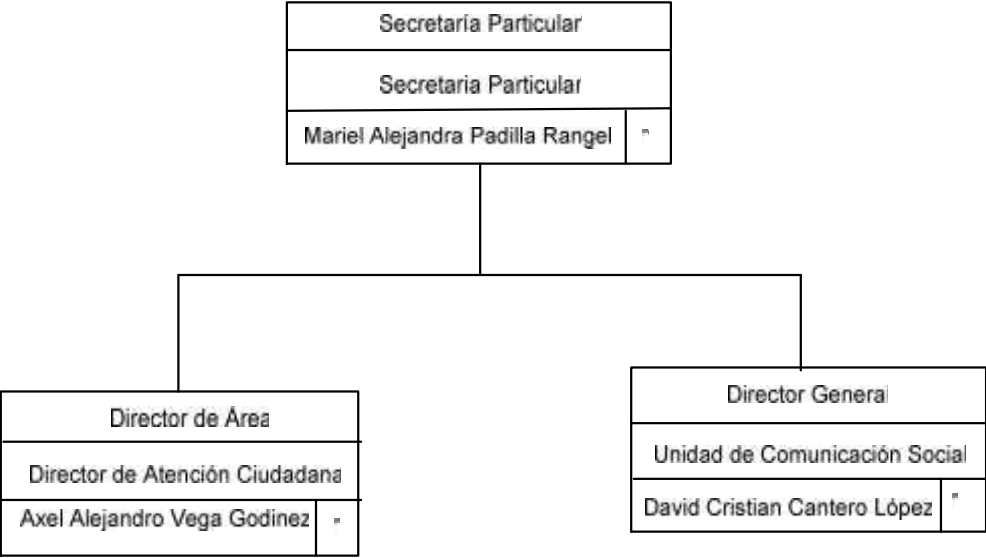 Secretaría Particular
Secretaria Particular
Mariel Alejandra Padilla Rangel
Director de Área
Director de Atención Ciudadana
Axel Alejandro Vega Godinez
Director General
Unidad de Comunicación Social
David Cristian Cantero López